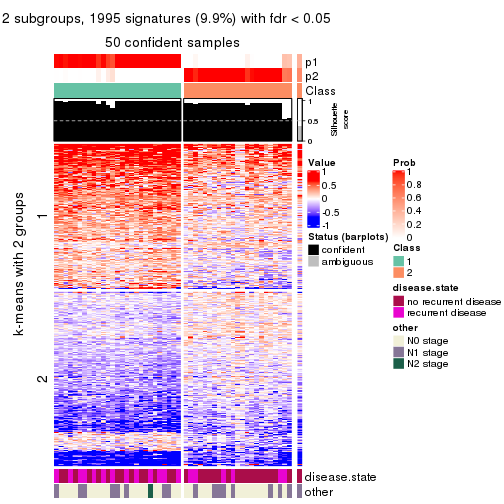 2 subgroups, 1995 signatures (9.9%) with fdr < 0.05
50 confident samples
p1
p2
Class
1
0.5
0
Silhouette
score
k-means with 2 groups
1
2
disease.state
other
Value
1
0.5
0
-0.5
-1
Status (barplots)
confident
ambiguous
Prob
1
0.8
0.6
0.4
0.2
0
Class
1
2
disease.state
no recurrent disease
recurrent disease
other
N0 stage
N1 stage
N2 stage